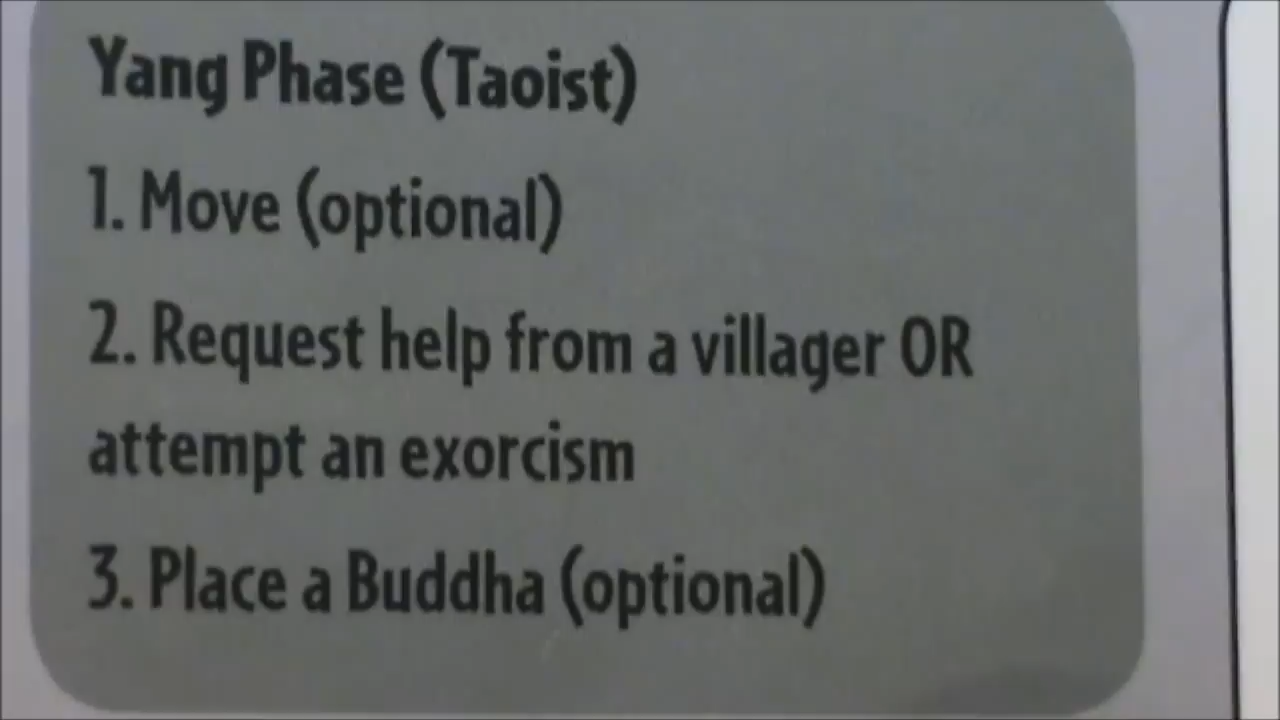 Yang Phase (Taoist)
1. Move (optional)
2. Request help from a villager OR
attempt an exorcism
3. Place a Buddha (optional)